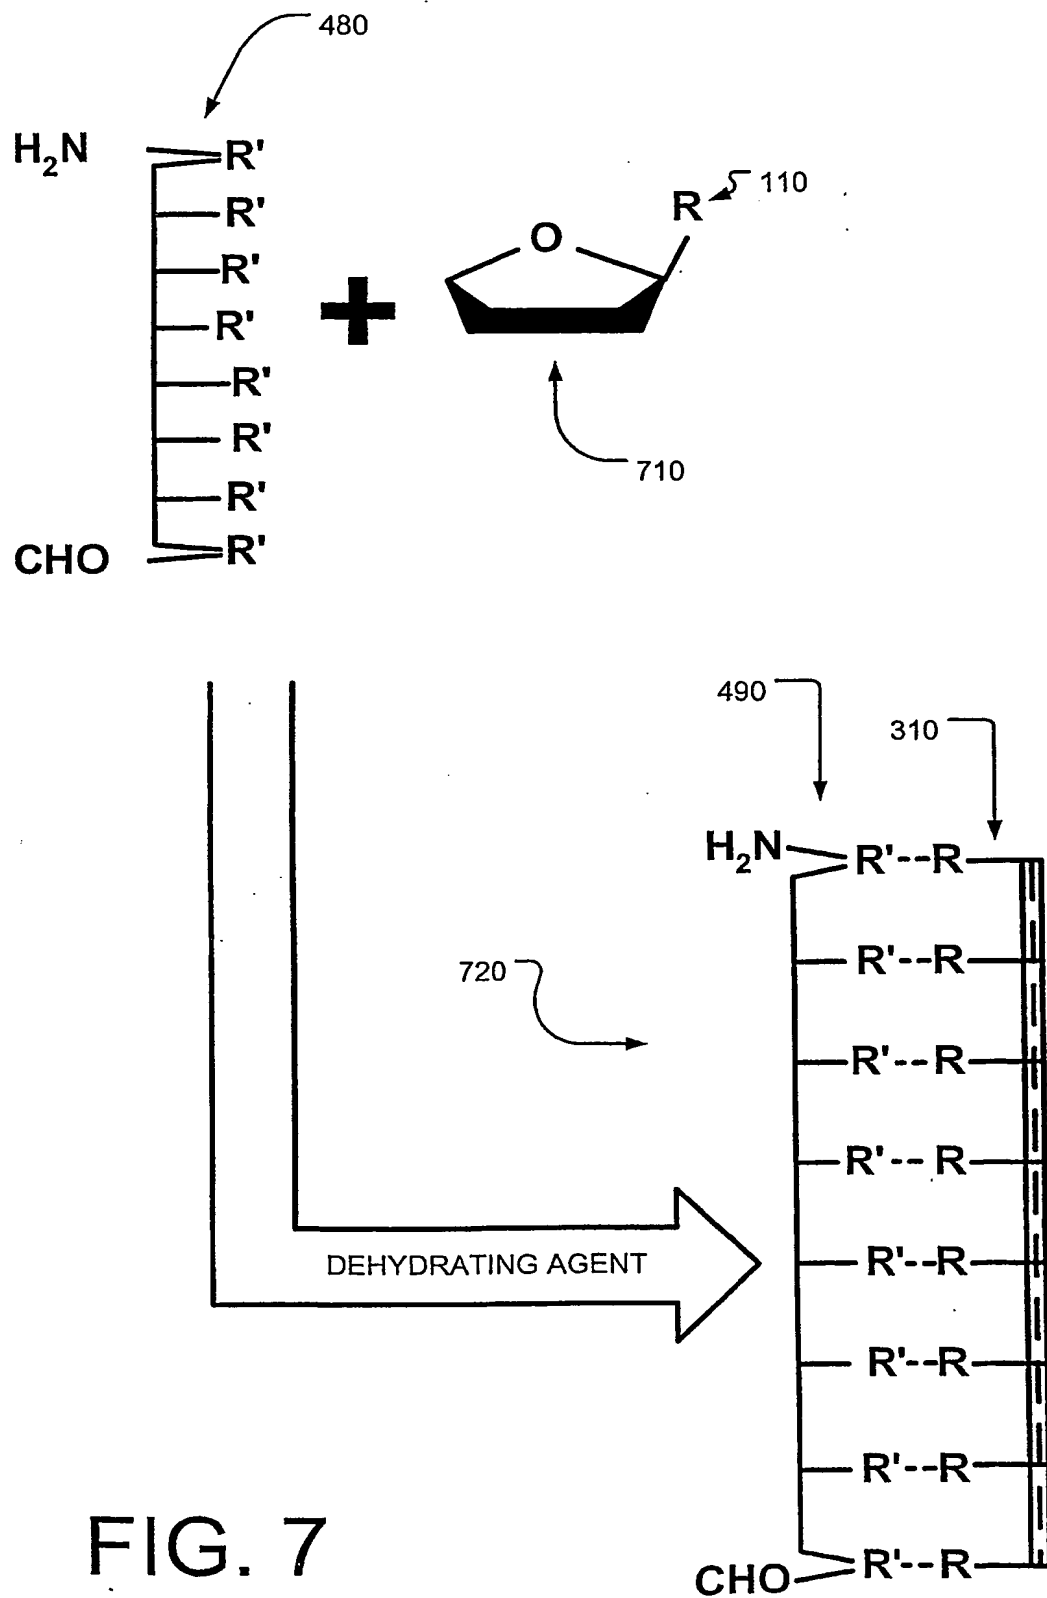 480
H₂N
R'
R'
R'
R'
R'
R'
R'
CHO R'
R 110
O
710
490
310
H₂N R'--R
R'--R
720
R'--R
R'--R
R'--R
R'--R
R'--R
CHO R'--R
DEHYDRATING AGENT
FIG. 7